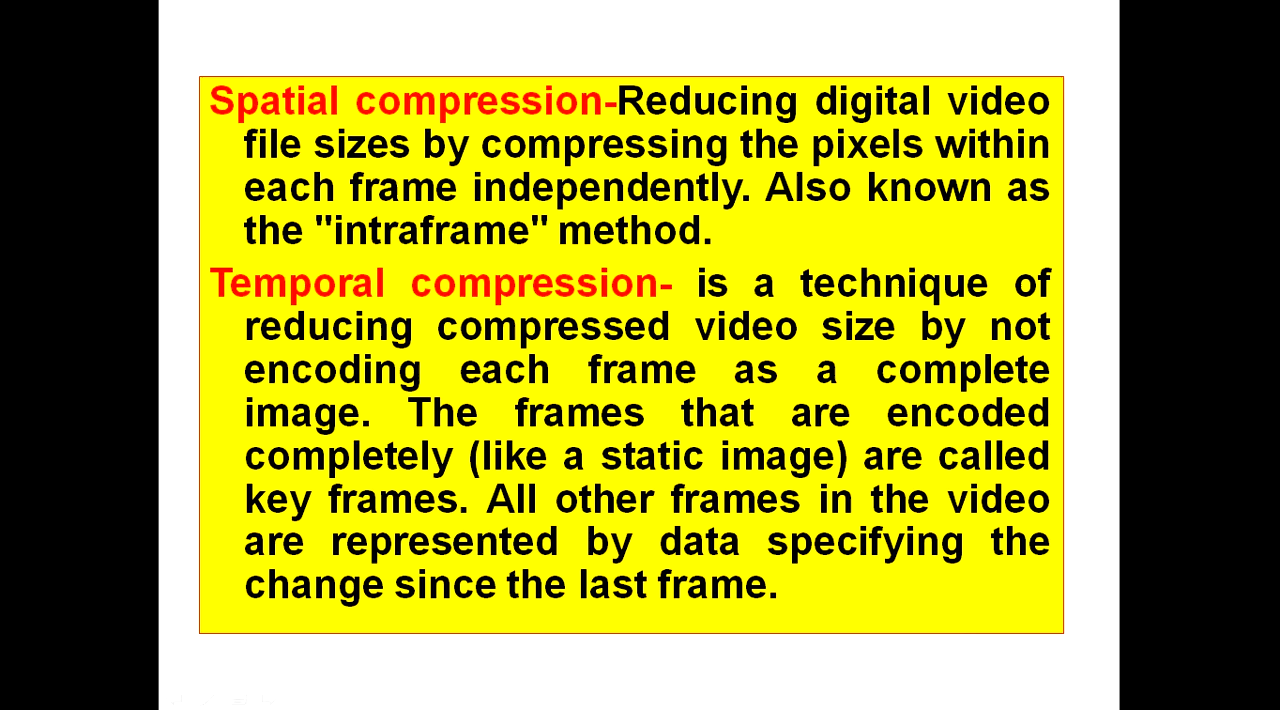 Spatial compression-Reducing digital video
file sizes by compressing the pixels within
each frame independently. Also known as
the "intraframe" method.
Temporal compression- is a technique of
reducing compressed video size by not
encoding each frame as a complete
image. The frames that are encoded
completely (like a static image) are called
key frames. All other frames in the video
are represented by data specifying the
change since the last frame.